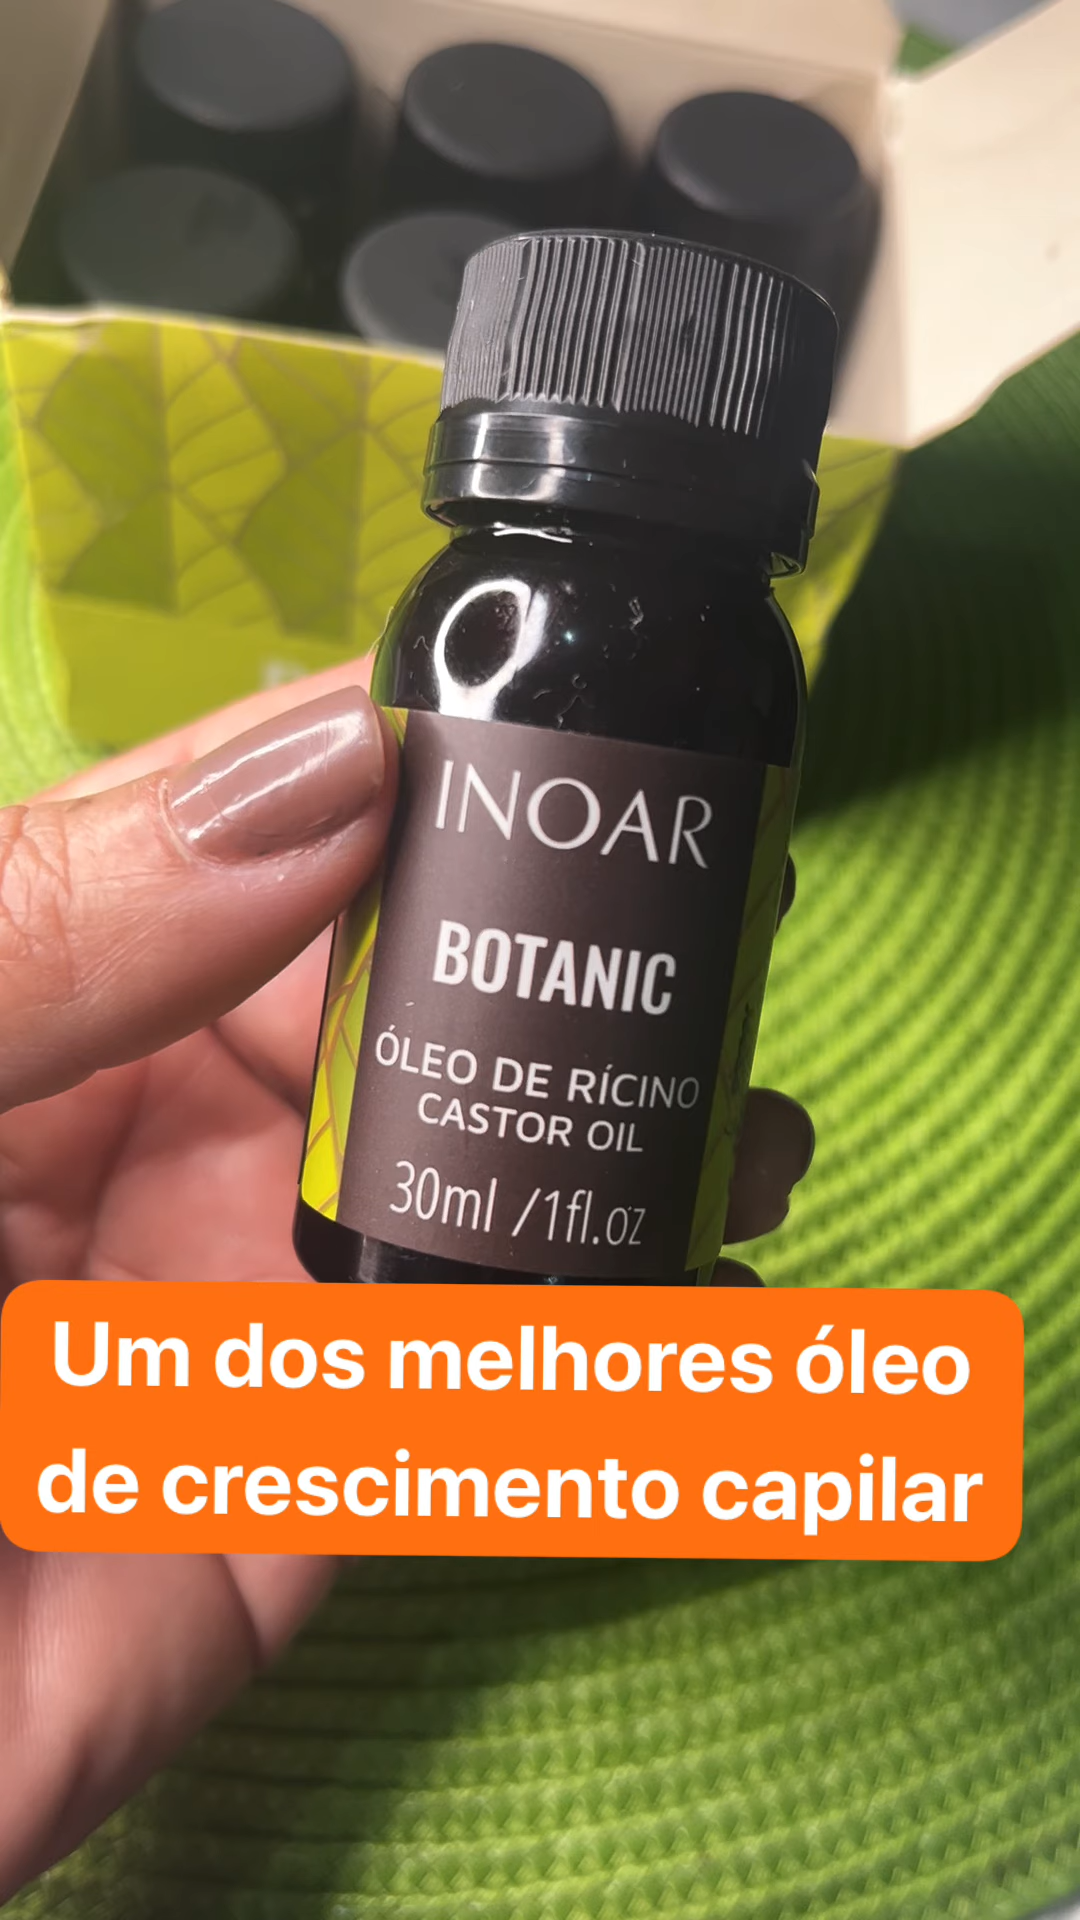 INOAR
BOTANIC
ÓLEO DE RÍCINO
CASTOR OIL
30ml /1fl.oz
Um dos melhores óleo
de crescimento capilar